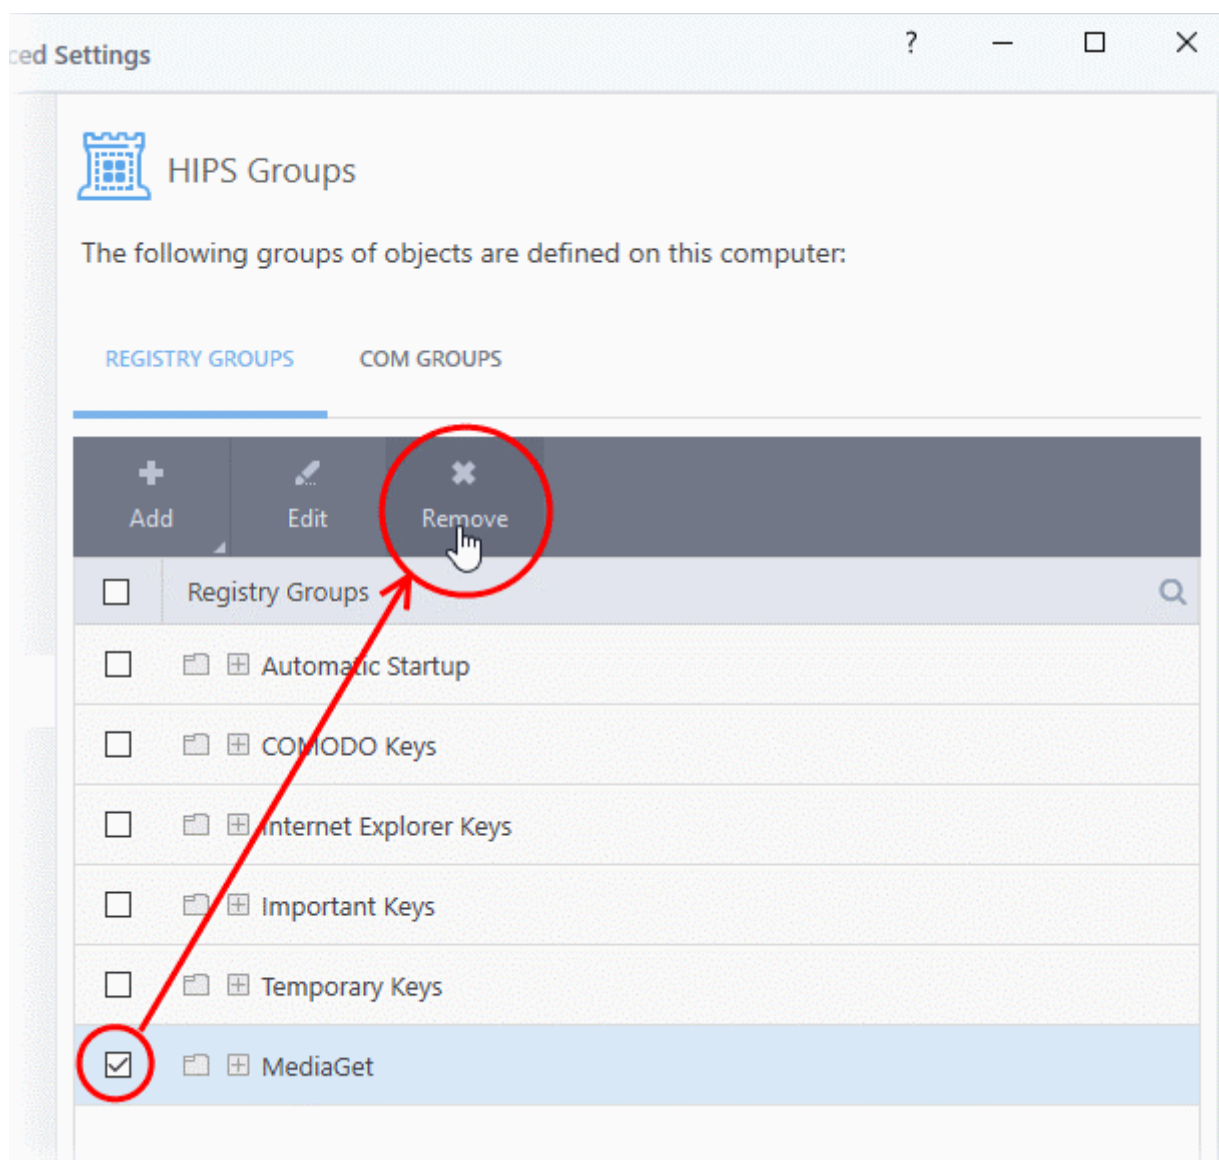 ced Settings ?
HIPS Groups
The following groups of objects are defined on this computer:
REGISTRY GROUPS COM GROUPS
Add Edit Remove
Registry Groups
Automatic Startup
COMODO Keys
Internet Explorer Keys
Important Keys
Temporary Keys
MediaGet